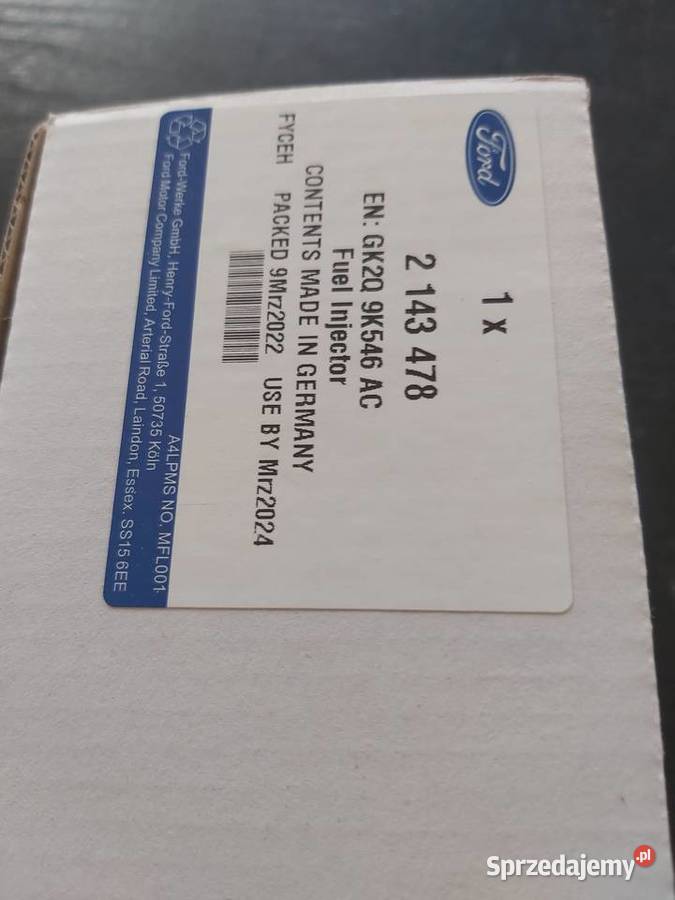 Ford
1 x
2 143 478
EN: GK2Q 9K546 AC
Fuel Injector
CONTENTS MADE IN GERMANY
FYCEH PACKED 9Mrz2022 USE BY Mrz2024
A4LPMS NO. MFL001
Ford-Werke GmbH, Henry-Ford-Straße 1, 50735 Köln
Ford Motor Company Limited, Arterial Road, Laindon, Essex. SS15 6EE
Sprzedajemy.pl